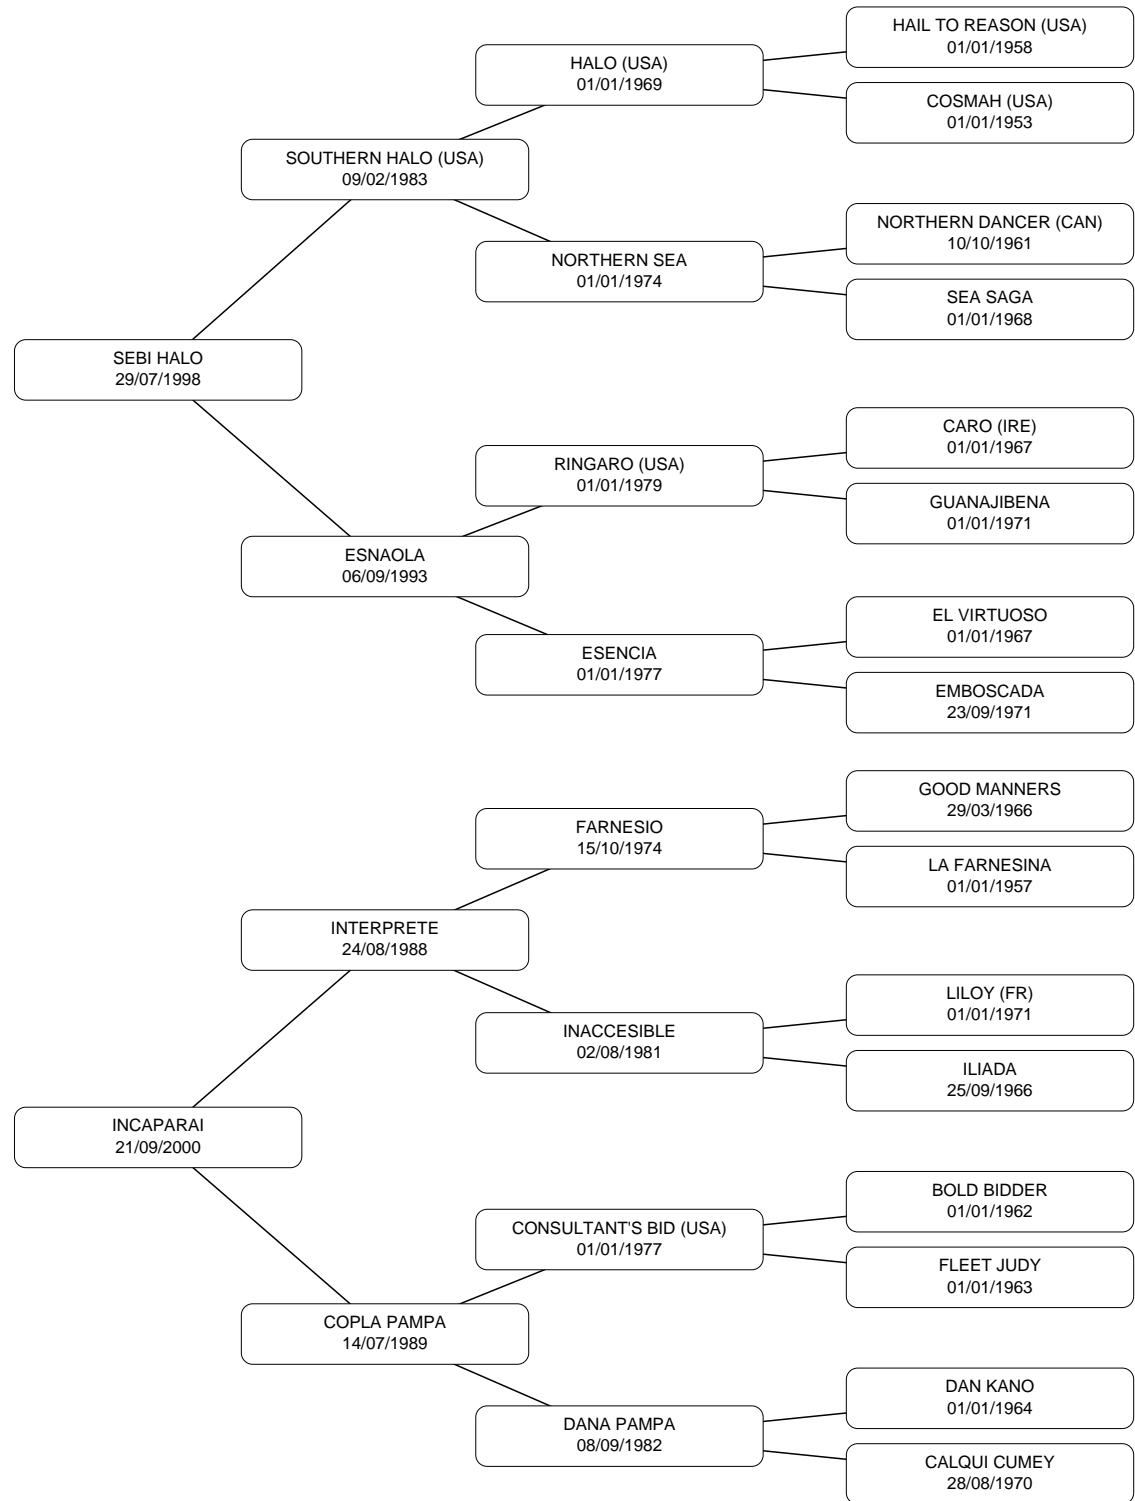 HAIL TO REASON (USA)
01/01/1958
HALO (USA)
01/01/1969
COSMAH (USA)
01/01/1953
SOUTHERN HALO (USA)
09/02/1983
NORTHERN DANCER (CAN)
10/10/1961
NORTHERN SEA
01/01/1974
SEA SAGA
01/01/1968
SEBI HALO
29/07/1998
CARO (IRE)
01/01/1967
RINGARO (USA)
01/01/1979
GUANAJIBENA
01/01/1971
ESNAOLA
06/09/1993
EL VIRTUOSO
01/01/1967
ESENCIA
01/01/1977
EMBOSCADA
23/09/1971
GOOD MANNERS
29/03/1966
FARNESIO
15/10/1974
LA FARNESINA
01/01/1957
INTERPRETE
24/08/1988
LILOY (FR)
01/01/1971
INACCESIBLE
02/08/1981
ILIADA
25/09/1966
INCAPARAI
21/09/2000
BOLD BIDDER
01/01/1962
CONSULTANT'S BID (USA)
01/01/1977
FLEET JUDY
01/01/1963
COPLA PAMPA
14/07/1989
DAN KANO
01/01/1964
DANA PAMPA
08/09/1982
CALQUI CUMEY
28/08/1970